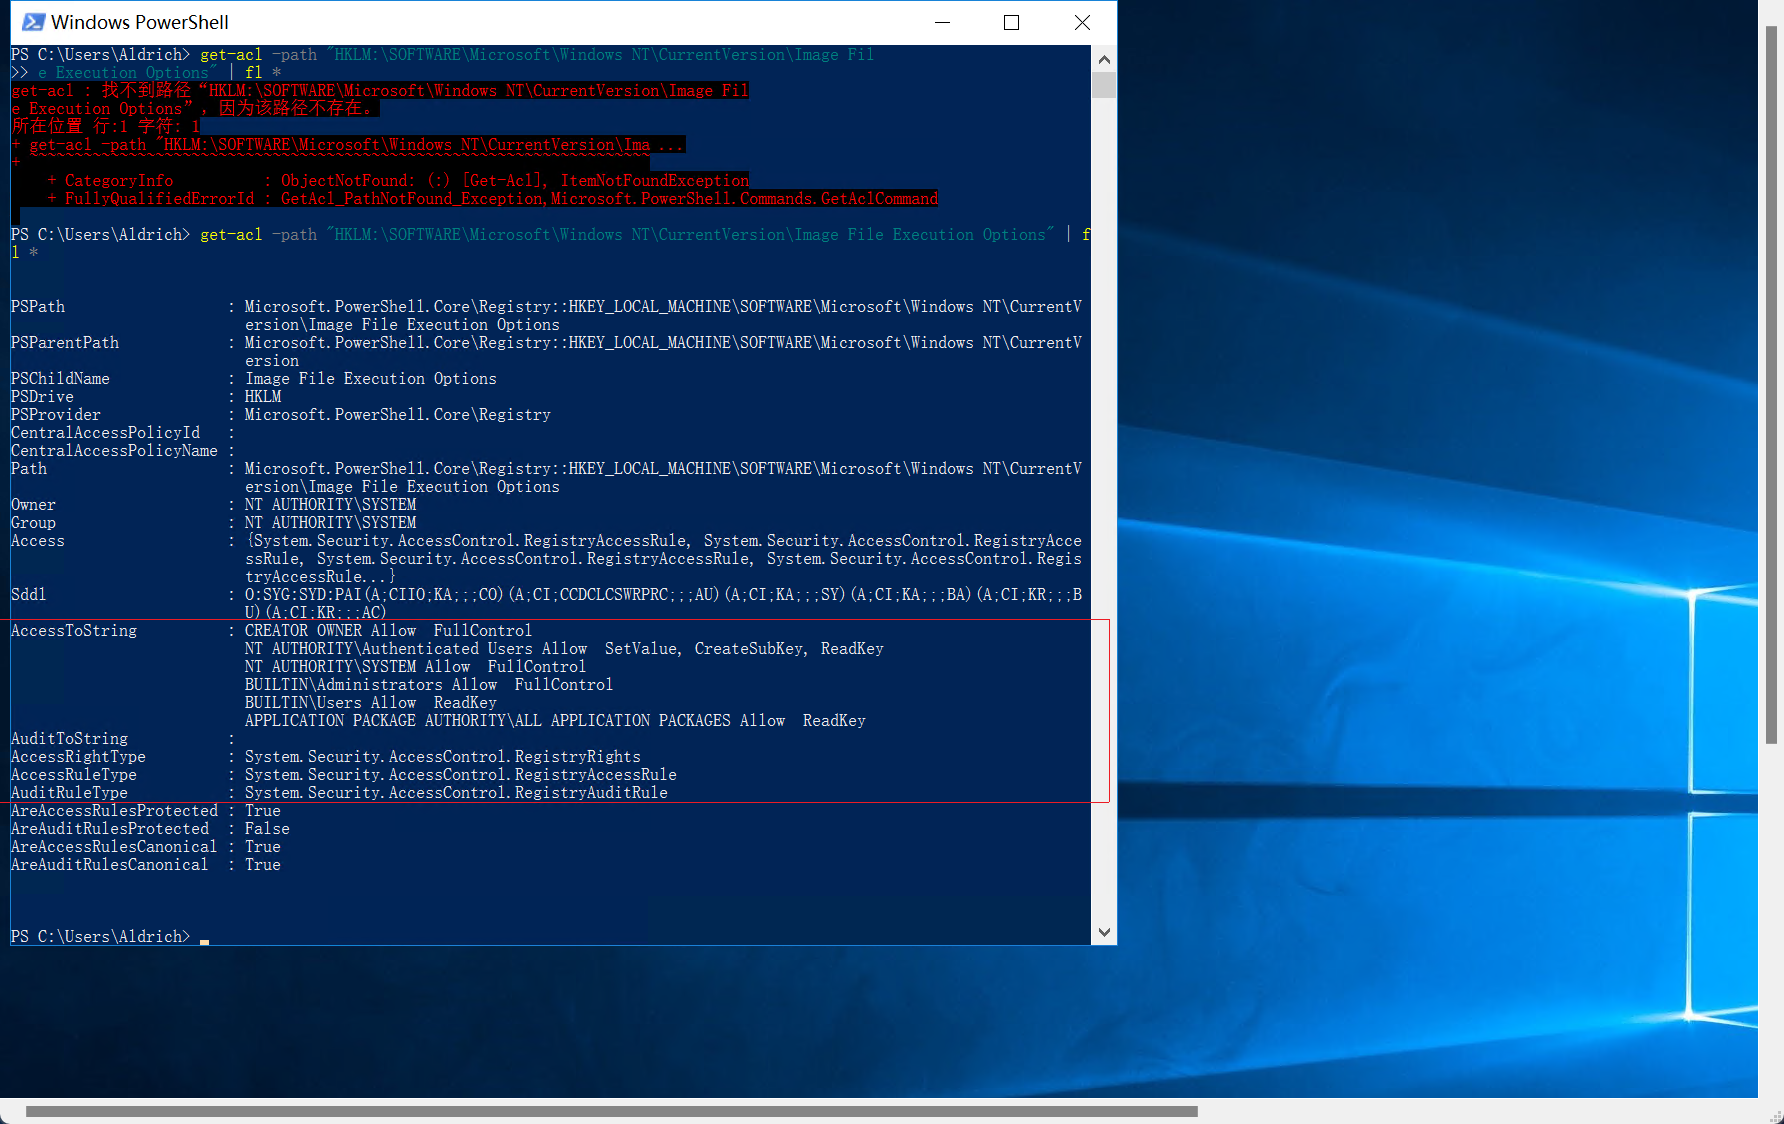 Windows PowerShell
PS C:\Users\Aldrich> get-acl -path "HKLM:\SOFTWARE\Microsoft\Windows NT\CurrentVersion\Image Fil
>> e Execution Options" | fl *
get-acl : 找不到路径“HKLM:\SOFTWARE\Microsoft\Windows NT\CurrentVersion\Image Fil
e Execution Options”，因为该路径不存在。
所在位置 行:1 字符: 1
+ get-acl -path "HKLM:\SOFTWARE\Microsoft\Windows NT\CurrentVersion\Ima ...
+ ~~~~~~~~~~~~~~~~~~~~~~~~~~~~~~~~~~~~~~~~~~~~~~~~~~~~~~~~~~~~~~~~~~~~~
+ CategoryInfo          : ObjectNotFound: (:) [Get-Acl], ItemNotFoundException
+ FullyQualifiedErrorId : GetAcl_PathNotFound_Exception,Microsoft.PowerShell.Commands.GetAclCommand
PS C:\Users\Aldrich> get-acl -path "HKLM:\SOFTWARE\Microsoft\Windows NT\CurrentVersion\Image File Execution Options" | f
l *
PSPath                  : Microsoft.PowerShell.Core\Registry::HKEY_LOCAL_MACHINE\SOFTWARE\Microsoft\Windows NT\CurrentV
ersion\Image File Execution Options
PSParentPath            : Microsoft.PowerShell.Core\Registry::HKEY_LOCAL_MACHINE\SOFTWARE\Microsoft\Windows NT\CurrentV
ersion
PSChildName             : Image File Execution Options
PSDrive                 : HKLM
PSProvider              : Microsoft.PowerShell.Core\Registry
CentralAccessPolicyId   :
CentralAccessPolicyName :
Path                    : Microsoft.PowerShell.Core\Registry::HKEY_LOCAL_MACHINE\SOFTWARE\Microsoft\Windows NT\CurrentV
ersion\Image File Execution Options
Owner                   : NT AUTHORITY\SYSTEM
Group                   : NT AUTHORITY\SYSTEM
Access                  : {System.Security.AccessControl.RegistryAccessRule, System.Security.AccessControl.RegistryAcce
ssRule, System.Security.AccessControl.RegistryAccessRule, System.Security.AccessControl.Regis
tryAccessRule...}
Sddl                    : O:SYG:SYD:PAI(A;CIIO;KA;;;CO)(A;CI;CCDCLCSWRPRC;;;AU)(A;CI;KA;;;SY)(A;CI;KA;;;BA)(A;CI;KR;;;B
U)(A;CI;KR;;;AC)
AccessToString          : CREATOR OWNER Allow  FullControl
NT AUTHORITY\Authenticated Users Allow  SetValue, CreateSubKey, ReadKey
NT AUTHORITY\SYSTEM Allow  FullControl
BUILTIN\Administrators Allow  FullControl
BUILTIN\Users Allow  ReadKey
APPLICATION PACKAGE AUTHORITY\ALL APPLICATION PACKAGES Allow  ReadKey
AuditToString           :
AccessRightType         : System.Security.AccessControl.RegistryRights
AccessRuleType          : System.Security.AccessControl.RegistryAccessRule
AuditRuleType           : System.Security.AccessControl.RegistryAuditRule
AreAccessRulesProtected : True
AreAuditRulesProtected  : False
AreAccessRulesCanonical : True
AreAuditRulesCanonical  : True
PS C:\Users\Aldrich>